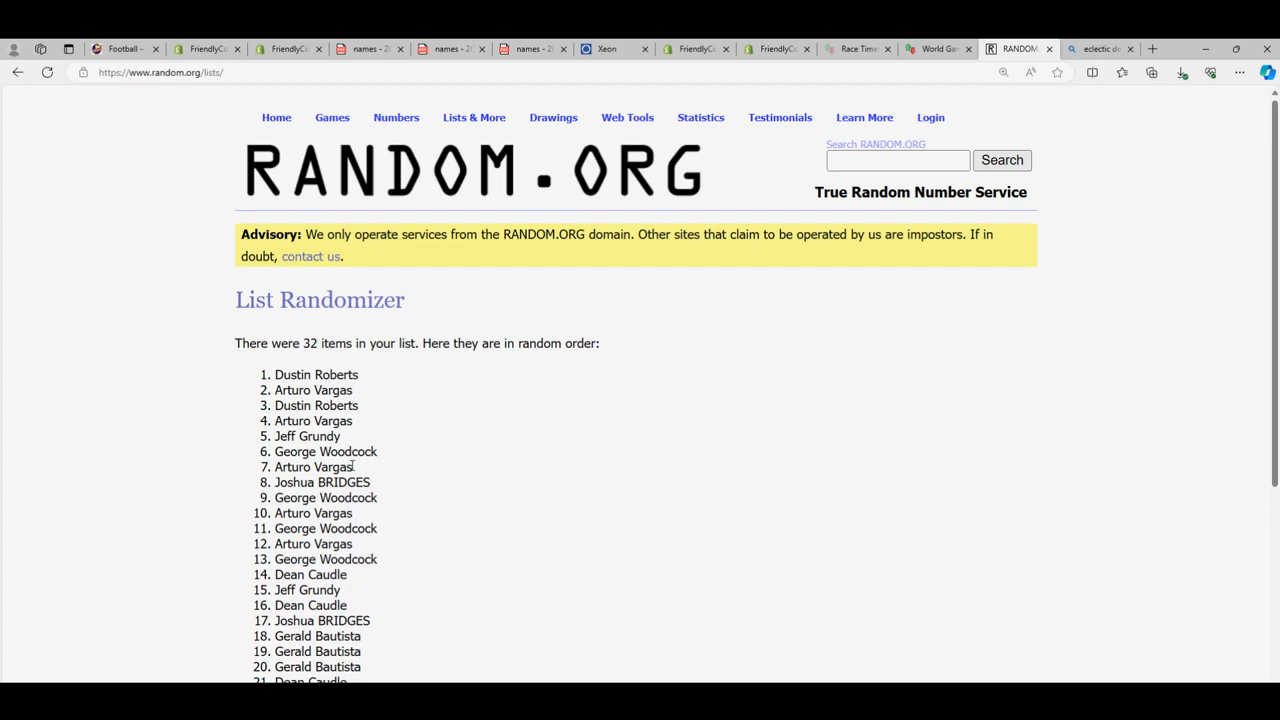 Football –
FriendlyCo
FriendlyCo
names - 20
names - 20
names - 20
Xeon
FriendlyCo
FriendlyCo
Race Time
World Gam
RANDOM.
eclectic de
https://www.random.org/lists/
Home Games Numbers Lists & More Drawings Web Tools Statistics Testimonials Learn More Login
RANDOM.ORG
Search RANDOM.ORG
Search
True Random Number Service
Advisory: We only operate services from the RANDOM.ORG domain. Other sites that claim to be operated by us are impostors. If in
doubt, contact us.
List Randomizer
There were 32 items in your list. Here they are in random order:
1. Dustin Roberts
2. Arturo Vargas
3. Dustin Roberts
4. Arturo Vargas
5. Jeff Grundy
6. George Woodcock
7. Arturo Vargas
8. Joshua BRIDGES
9. George Woodcock
10. Arturo Vargas
11. George Woodcock
12. Arturo Vargas
13. George Woodcock
14. Dean Caudle
15. Jeff Grundy
16. Dean Caudle
17. Joshua BRIDGES
18. Gerald Bautista
19. Gerald Bautista
20. Gerald Bautista
21. Dean Caudle